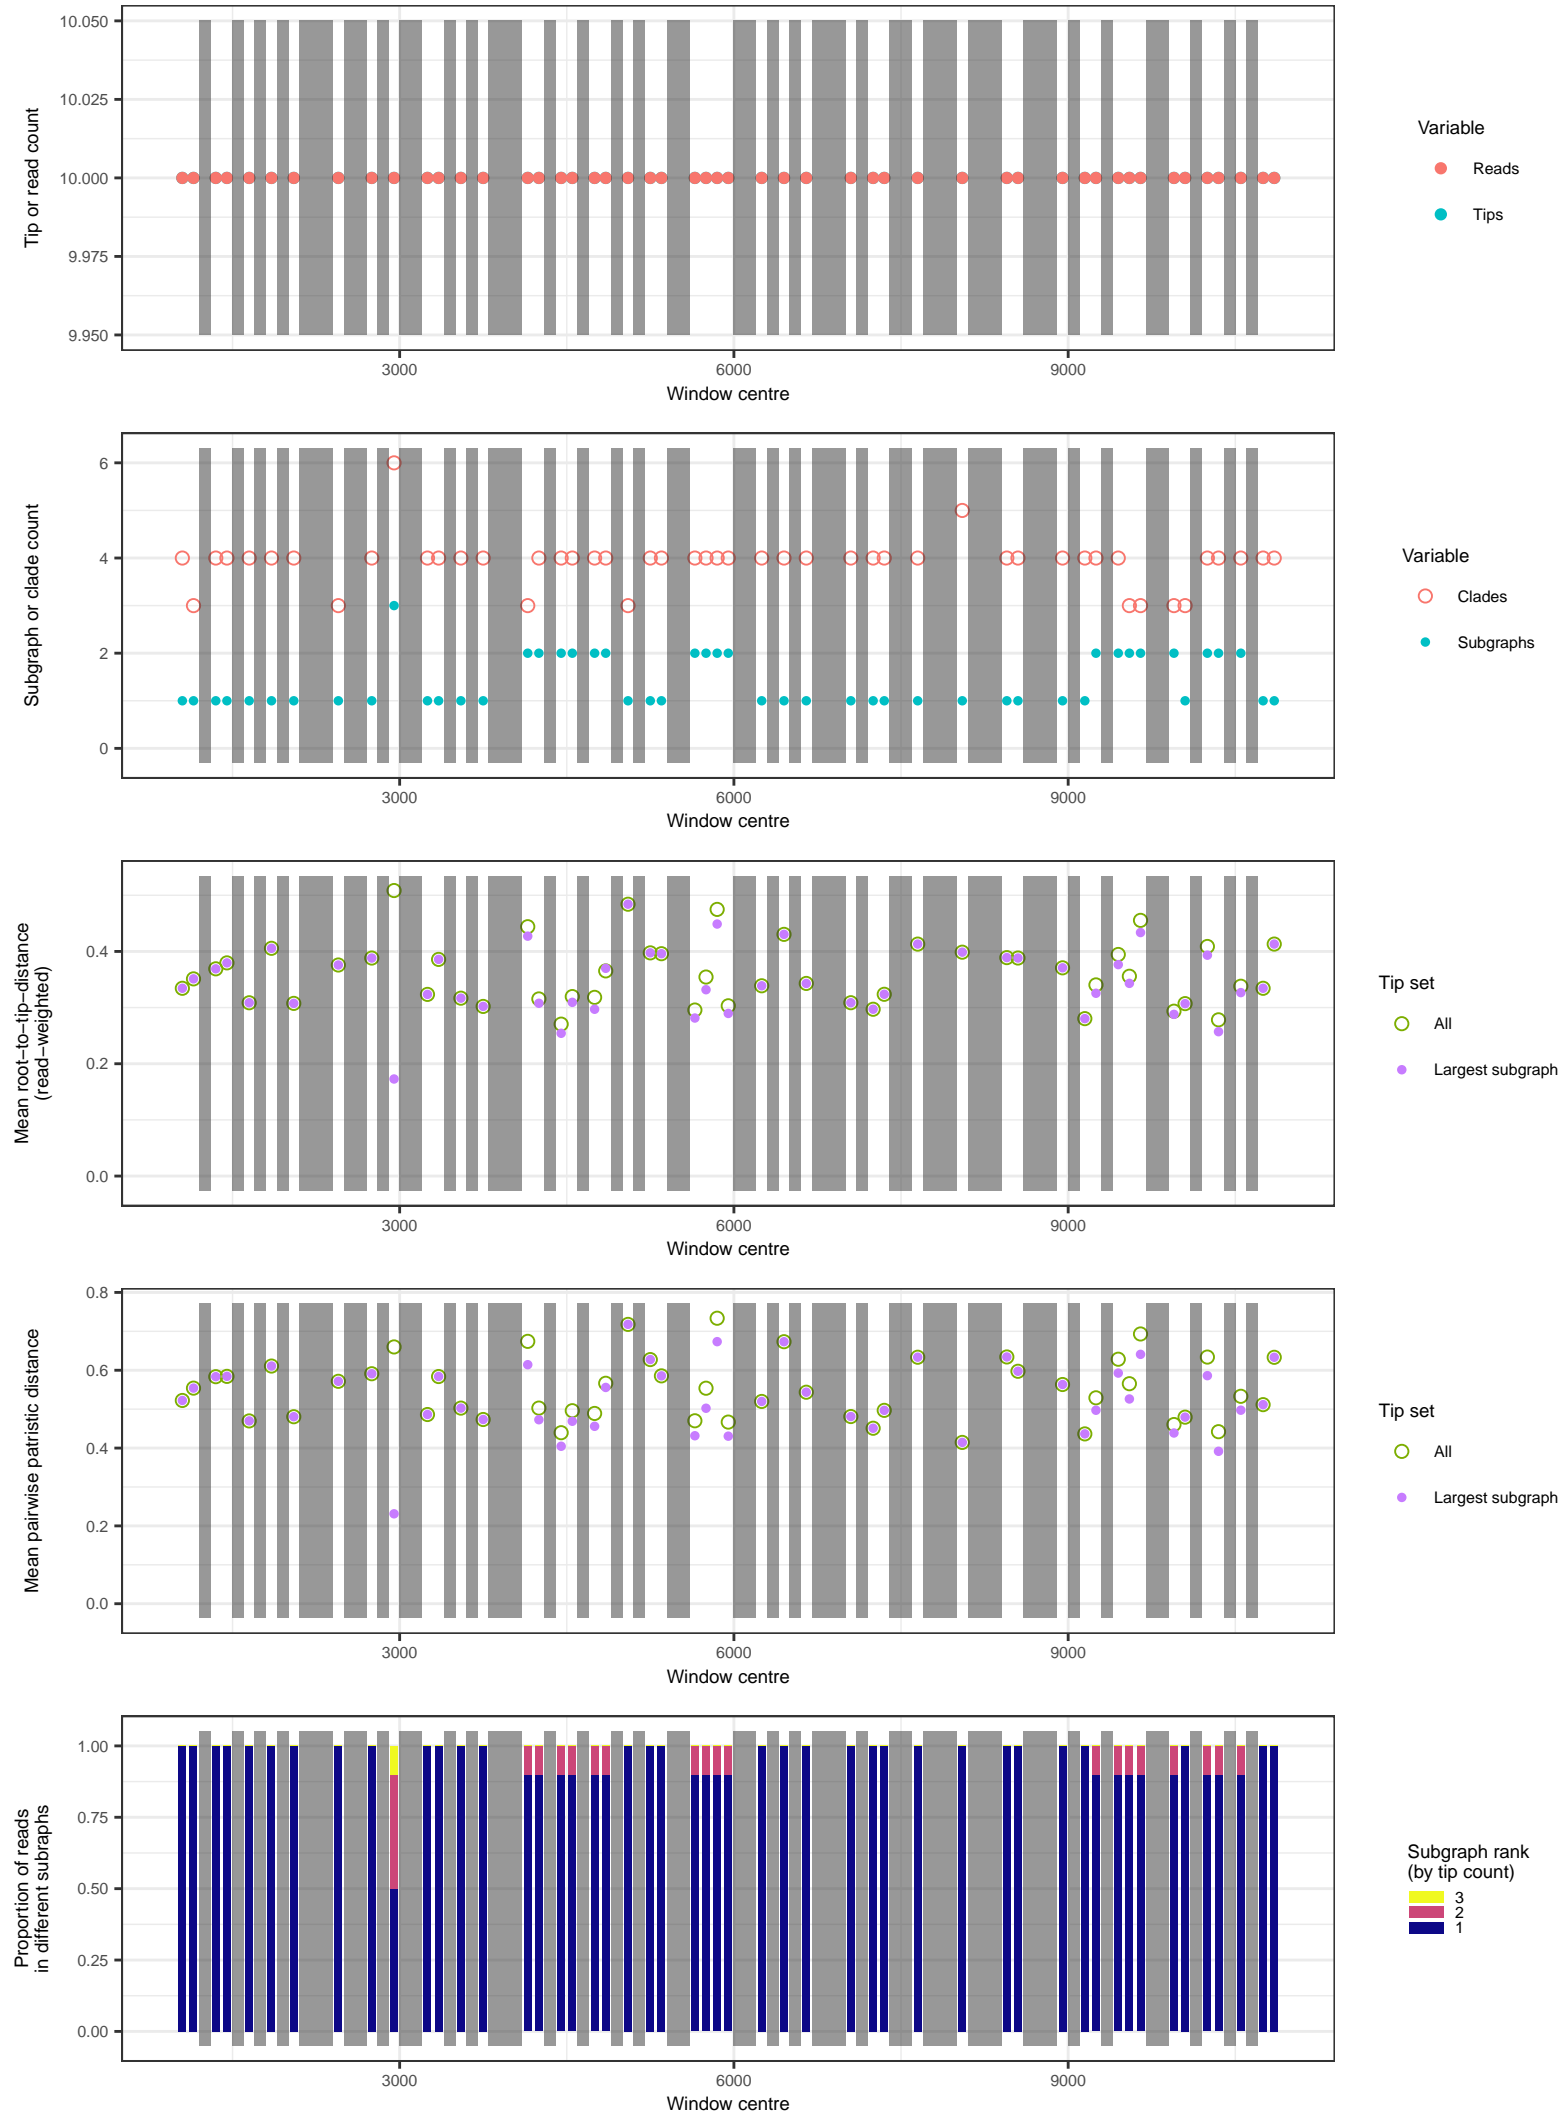 10.050
10.025
10.000
9.975
9.950
Tip or read count
3000
6000
9000
Window centre
Variable
Reads
Tips
6
4
2
0
Subgraph or clade count
3000
6000
9000
Window centre
Variable
Clades
Subgraphs
0.4
0.2
0.0
Mean root−to−tip−distance
(read−weighted)
3000
6000
9000
Window centre
Tip set
All
Largest subgraph
0.8
0.6
0.4
0.2
0.0
Mean pairwise patristic distance
3000
6000
9000
Window centre
Tip set
All
Largest subgraph
1.00
0.75
0.50
0.25
0.00
Proportion of reads
in different subraphs
3000
6000
9000
Window centre
Subgraph rank
(by tip count)
3
2
1